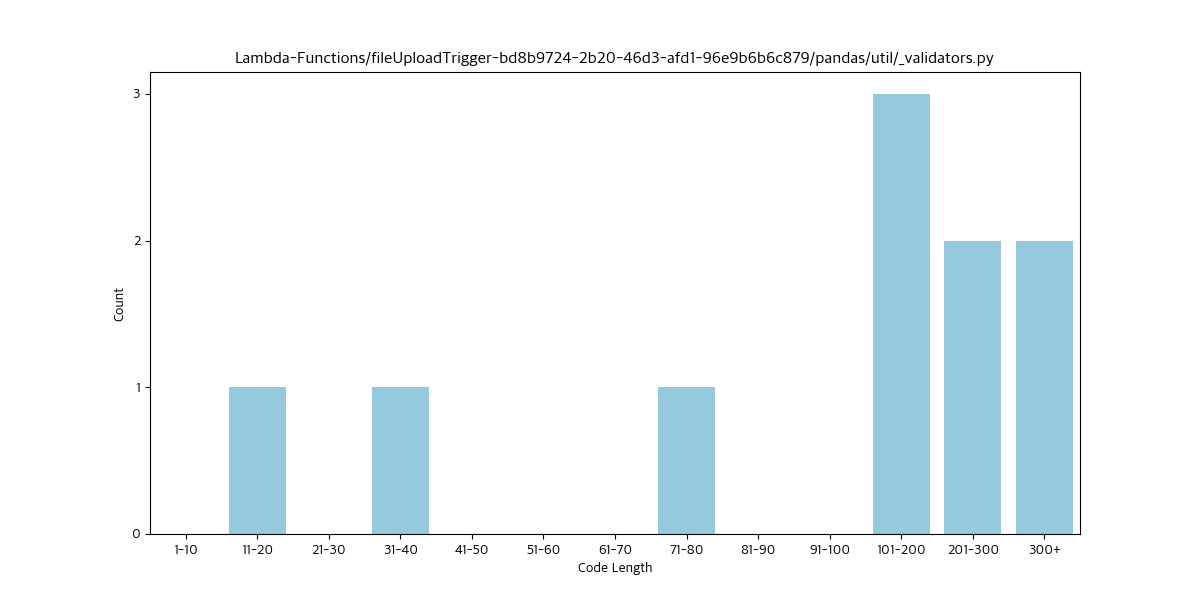 Lambda-Functions/fileUploadTrigger-bd8b9724-2b20-46d3-afd1-96e9b6b6c879/pandas/util/_validators.py
3
2
1
0
Count
1-10 11-20 21-30 31-40 41-50 51-60 61-70 71-80 81-90 91-100 101-200 201-300 300+
Code Length